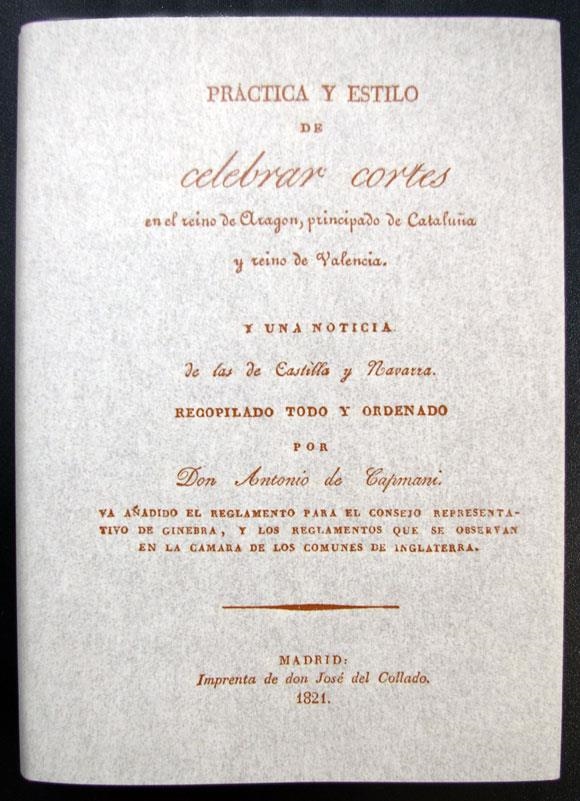 PRÁCTICA Y ESTILO
DE
celebrar cortes
en el reino de Aragon, principado de Cataluña
y reino de Valencia.
Y UNA NOTICIA
de las de Castilla y Navarra.
RECOPILADO TODO Y ORDENADO
POR
Don Antonio de Capmani.
VA AÑADIDO EL REGLAMENTO PARA EL CONSEJO REPRESENTA-
TIVO DE GINEBRA, Y LOS REGLAMENTOS QUE SE OBSERVAN
EN LA CAMARA DE LOS COMUNES DE INGLATERRA.
MADRID:
Imprenta de don José del Collado.
1821.